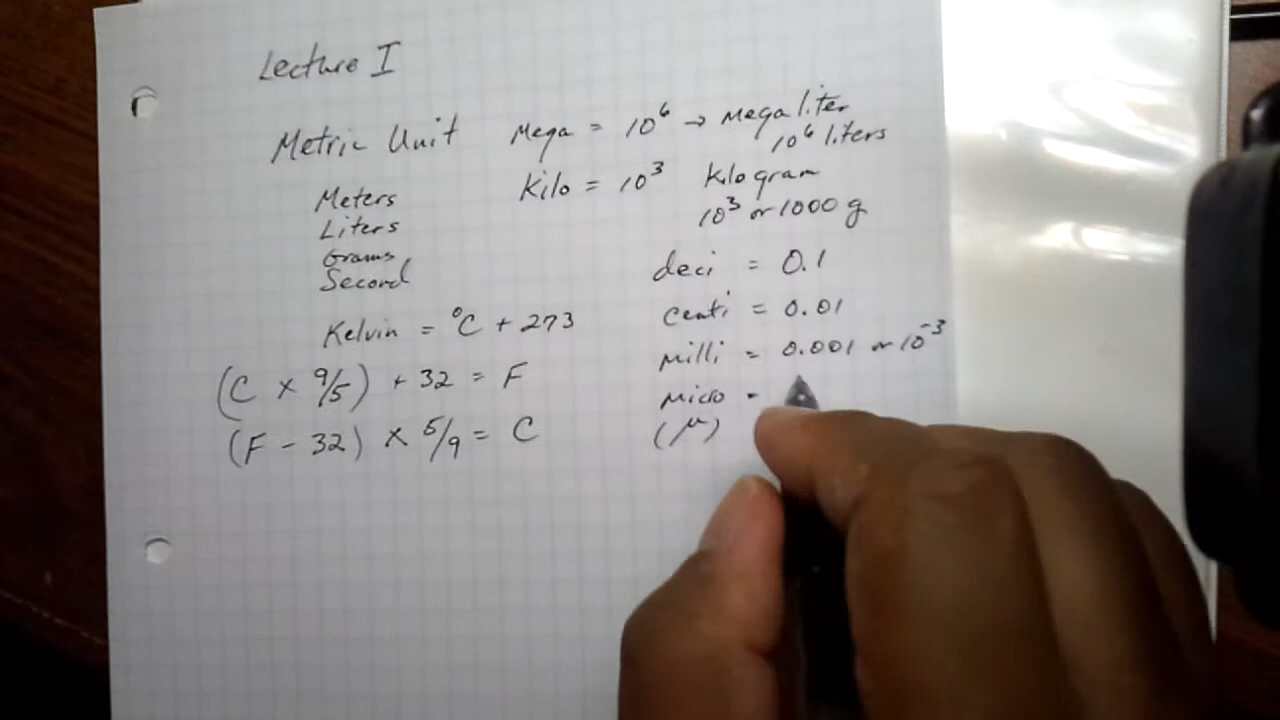 Lecture I
Metric Unit
Meters
Liters
Grams
Second
Kelvin = °C + 273
(C x 9/5) + 32 = F
(F - 32) x 5/9 = C
Mega = 10⁶ → Megaliter
10⁶ liters
Kilo = 10³ Kilogram
10³ or 1000 g
deci = 0.1
centi = 0.01
milli = 0.001 or 10⁻³
micro =
(μ)